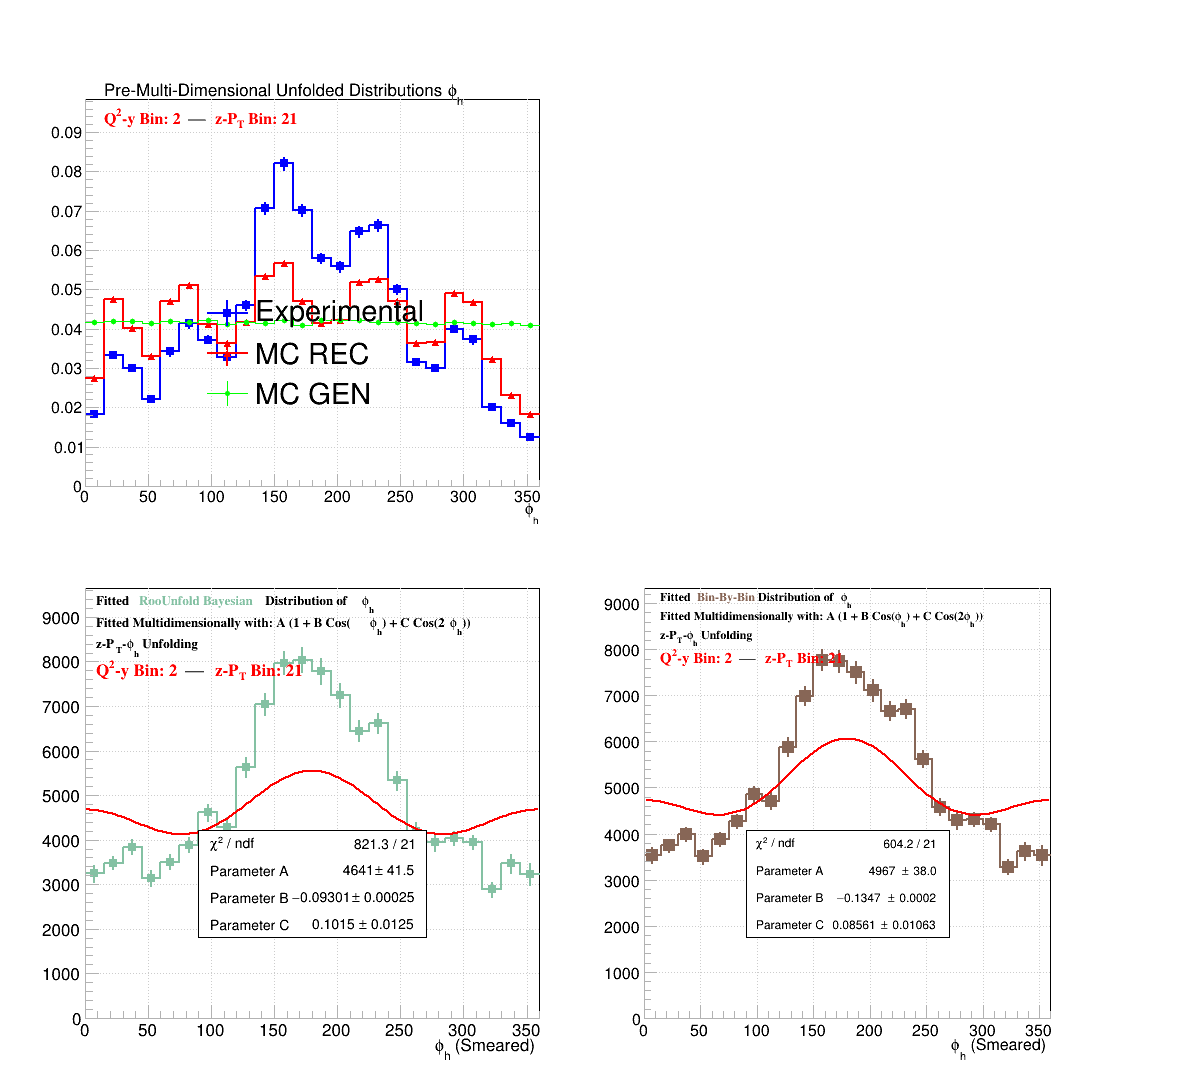 Pre-Multi-Dimensional Unfolded Distributions ϕh
Q²-y Bin: 2 — z-PT Bin: 21
0.09
0.08
0.07
0.06
0.05
0.04
0.03
0.02
0.01
0
Experimental
MC REC
MC GEN
0 50 100 150 200 250 300 350
ϕh
Fitted RooUnfold Bayesian Distribution of ϕh
Fitted Multidimensionally with: A (1 + B Cos( ϕh) + C Cos(2 ϕh))
z-PT-ϕh Unfolding
Q²-y Bin: 2 — z-PT Bin: 21
9000
8000
7000
6000
5000
4000
3000
2000
1000
0
χ² / ndf 821.3 / 21
Parameter A 4641 ± 41.5
Parameter B −0.09301 ± 0.00025
Parameter C 0.1015 ± 0.0125
0 50 100 150 200 250 300 350
ϕh (Smeared)
Fitted Bin-By-Bin Distribution of ϕh
Fitted Multidimensionally with: A (1 + B Cos(ϕh) + C Cos(2ϕh))
z-PT-ϕh Unfolding
Q²-y Bin: 2 — z-PT Bin: 21
9000
8000
7000
6000
5000
4000
3000
2000
1000
0
χ² / ndf 604.2 / 21
Parameter A 4967 ± 38.0
Parameter B −0.1347 ± 0.0002
Parameter C 0.08561 ± 0.01063
0 50 100 150 200 250 300 350
ϕh (Smeared)